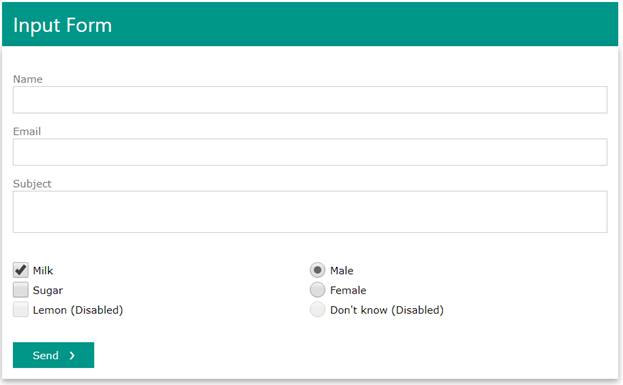 Input Form
Name
Email
Subject
Milk
Male
Sugar
Female
Lemon (Disabled)
Don't know (Disabled)
Send ❯